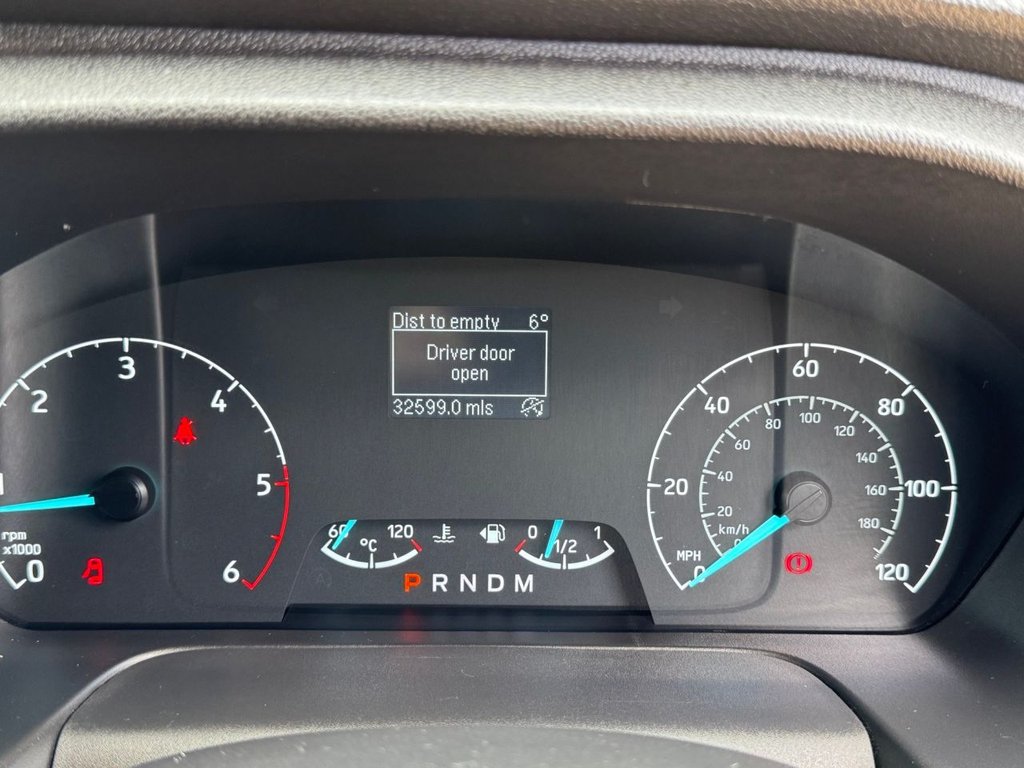 Dist to empty 6°
Driver door
open
32599.0 mls
1 2 3 4 5 6
rpm
x1000
0
60 120
°C
0 1/2 1
P R N D M
0 20 40 60 80 100 120
MPH
20 40 60 80 100 120 140 160 180
km/h